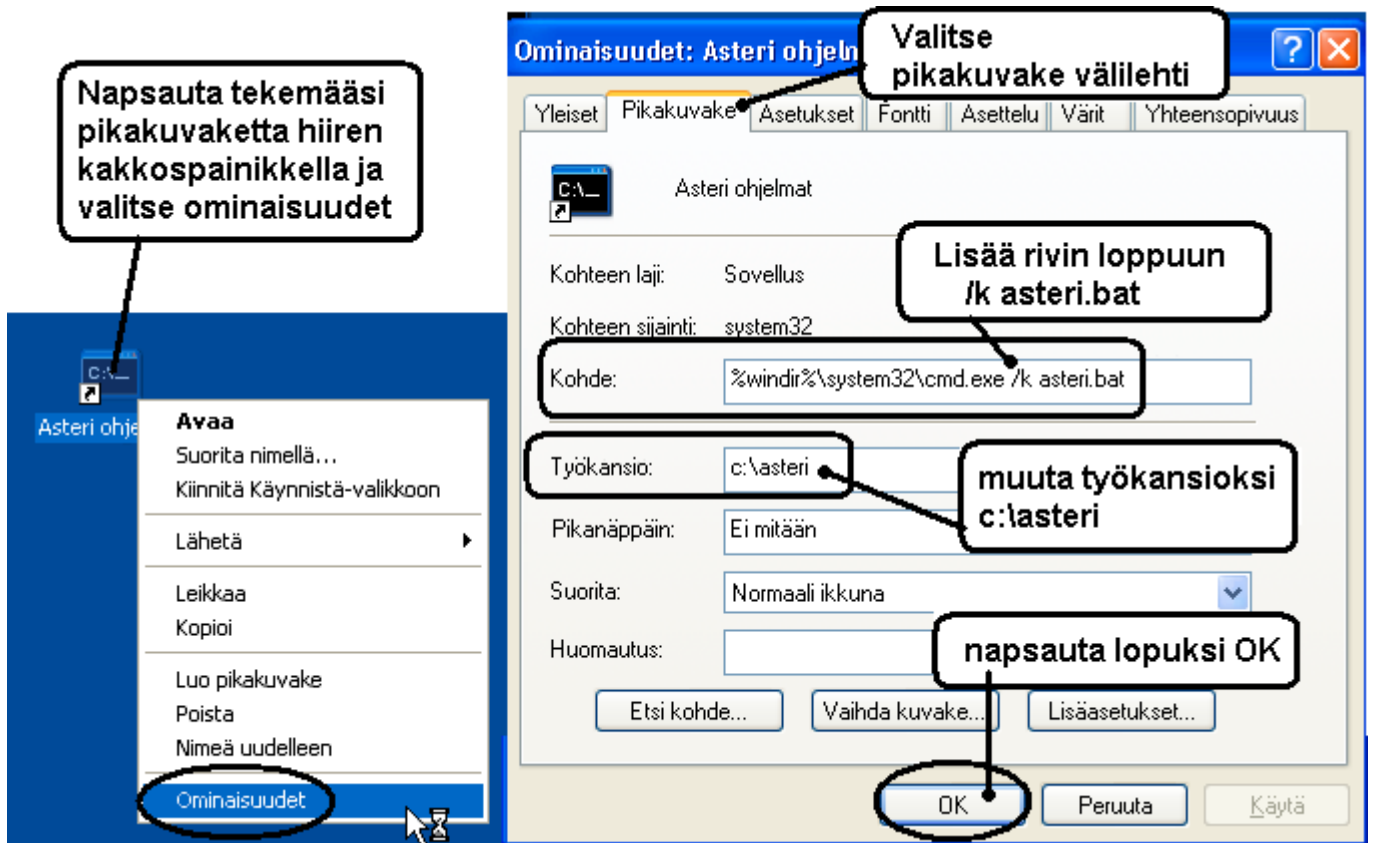 Napsauta tekemääsi
pikakuvaketta hiiren
kakkospainikkella ja
valitse ominaisuudet
C:\_
Asteri ohje
Avaa
Suorita nimellä...
Kiinnitä Käynnistä-valikkoon
Lähetä
Leikkaa
Kopioi
Luo pikakuvake
Poista
Nimeä uudelleen
Ominaisuudet
Ominaisuudet: Asteri ohjelm
Valitse
pikakuvake välilehti
Yleiset Pikakuvake Asetukset Fontti Asettelu Värit Yhteensopivuus
C:\_
Asteri ohjelmat
Lisää rivin loppuun
/k asteri.bat
Kohteen laji: Sovellus
Kohteen sijainti: system32
Kohde: %windir%\system32\cmd.exe /k asteri.bat
Työkansio: c:\asteri
muuta työkansioksi
c:\asteri
Pikanäppäin: Ei mitään
Suorita: Normaali ikkuna
Huomautus:
napsauta lopuksi OK
Etsi kohde... Vaihda kuvake... Lisäasetukset...
OK Peruuta Käytä